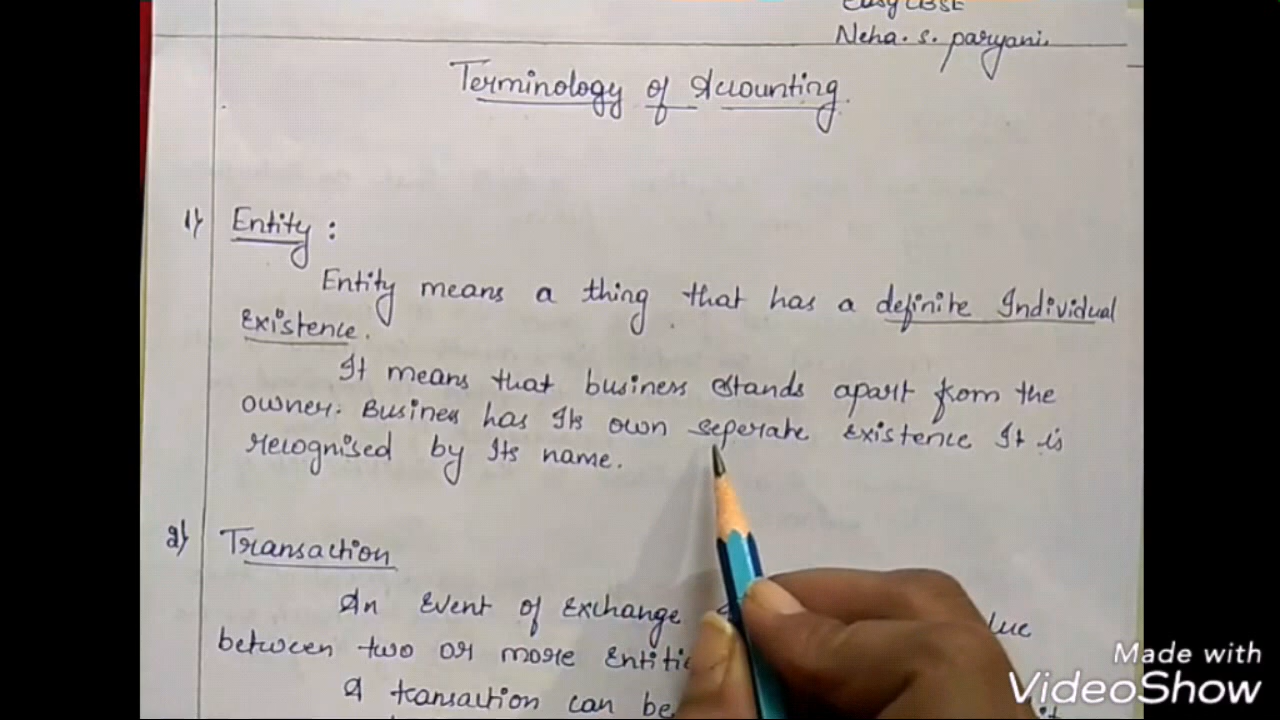 Easy CBSE
Neha. S. paryani.
Terminology of Accounting
1) Entity :
Entity means a thing that has a definite Individual
Existence.
It means that business stands apart from the
owner. Busines has Its own seperate Existence It is
recognised by Its name.
2) Transaction
An Event of Exchange
between two or more Entitie
A transaction can be
Made with
VideoShow